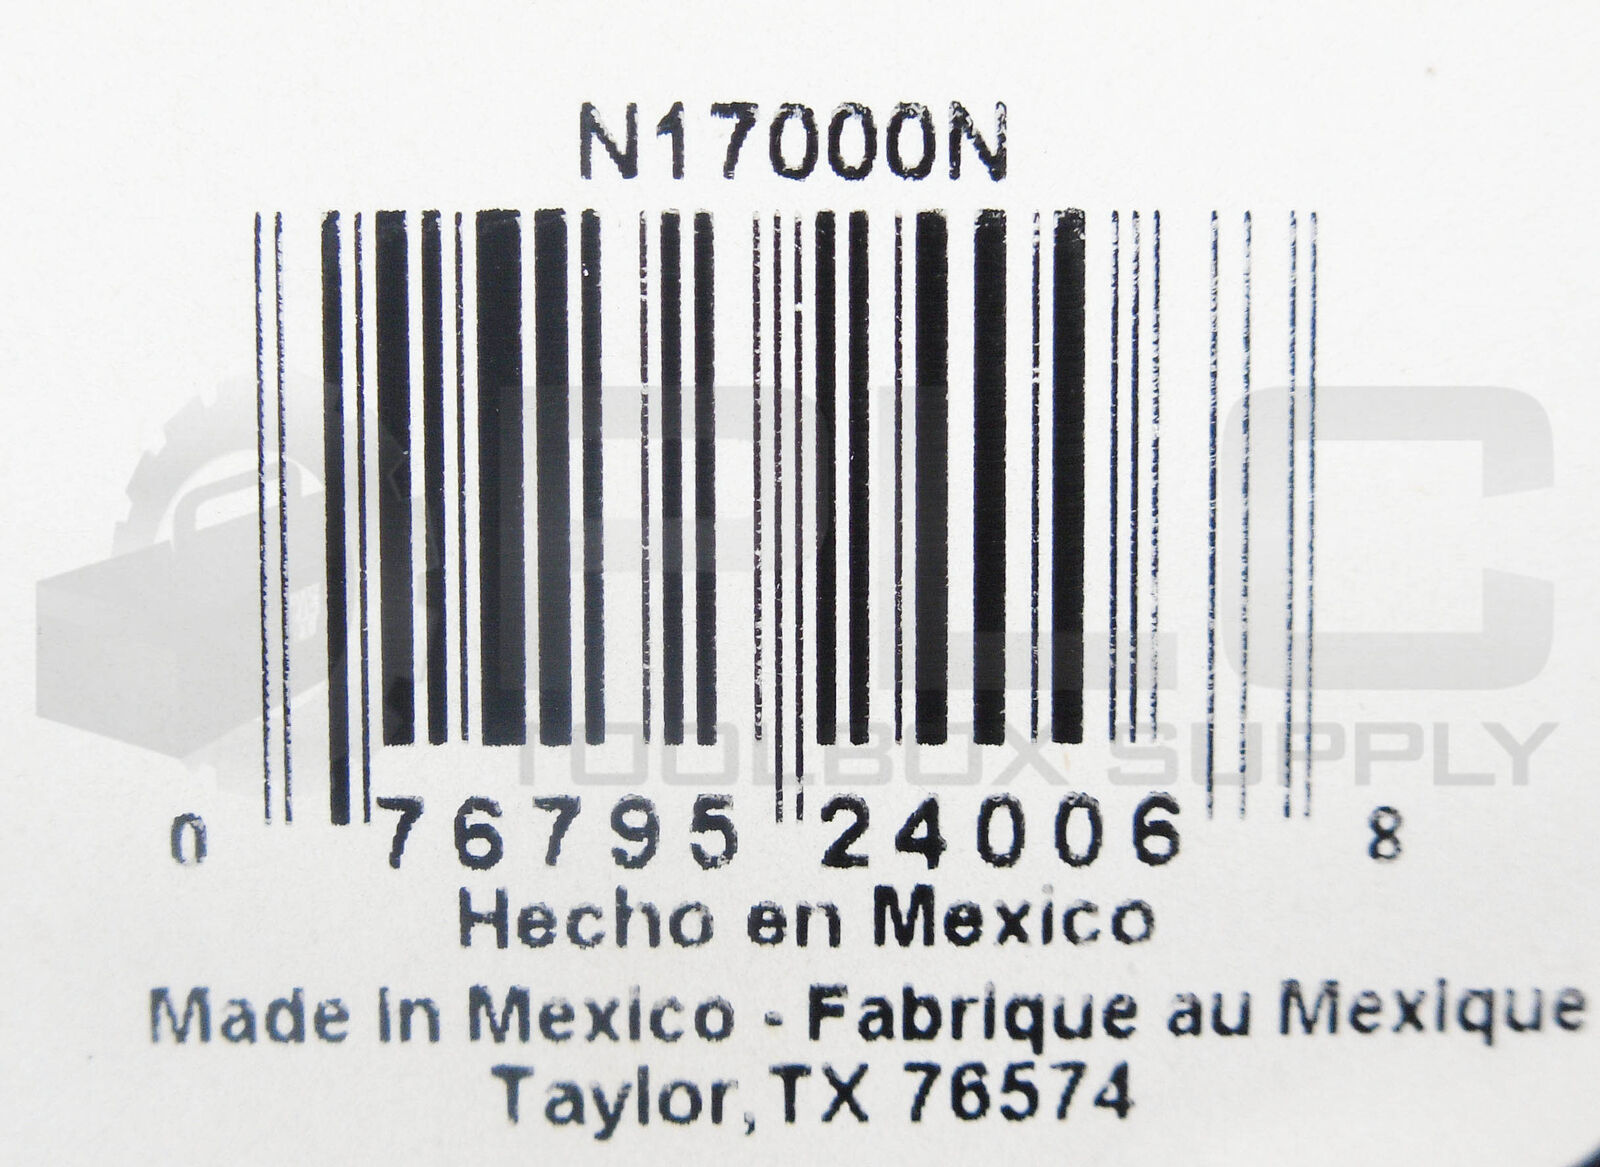 N17000N
0 76795 24006 8
Hecho en Mexico
Made in Mexico - Fabrique au Mexique
Taylor, TX 76574
PLC
TOOLBOX SUPPLY